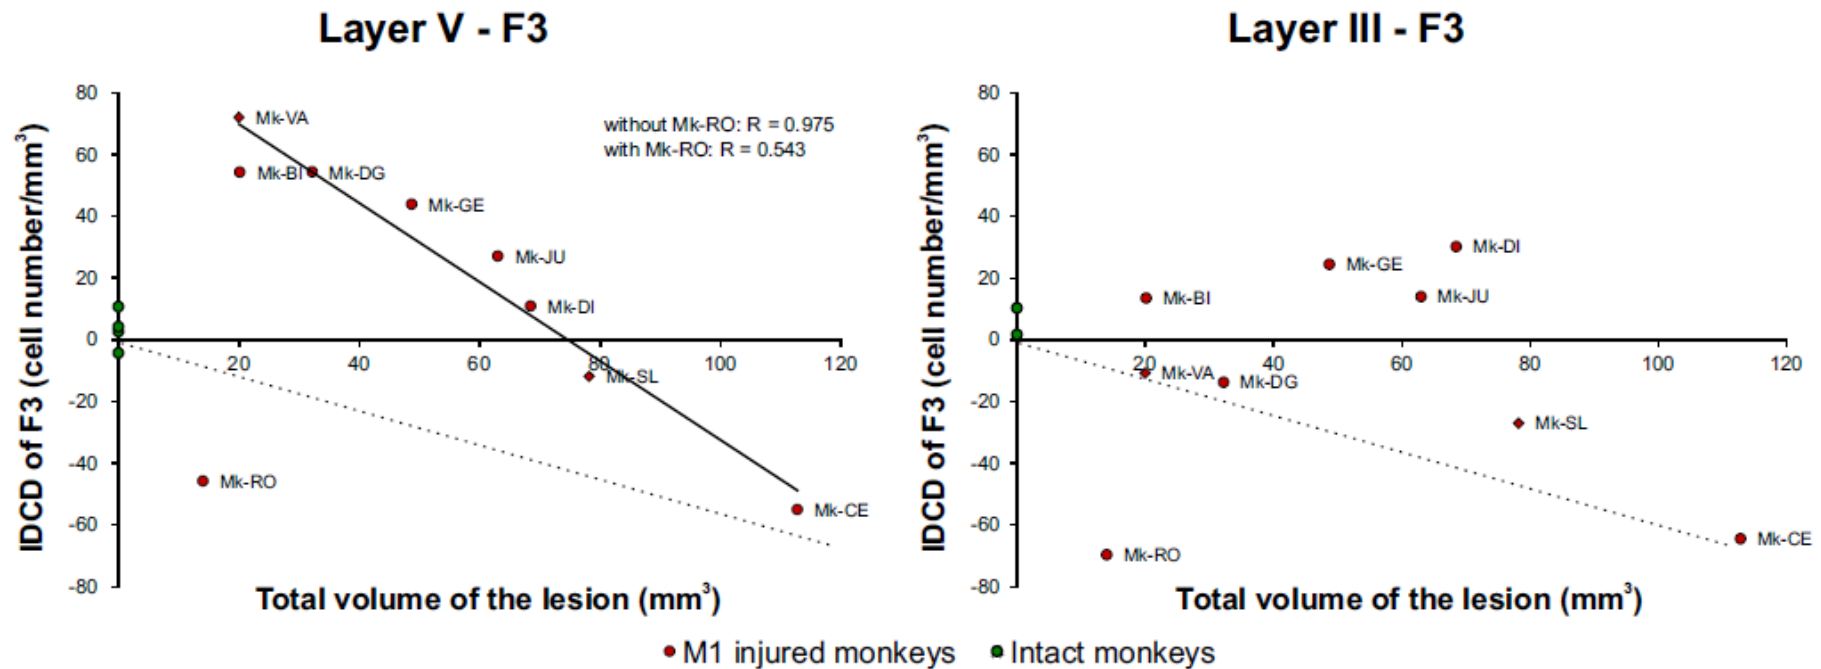 Layer V - F3
IDCD of F3 (cell number/mm³)
80
60
40
20
0
-20
-40
-60
-80
20
40
60
80
100
120
Mk-VA
Mk-BI
Mk-DG
Mk-GE
Mk-JU
Mk-DI
Mk-SL
Mk-RO
Mk-CE
without Mk-RO: R = 0.975
with Mk-RO: R = 0.543
Total volume of the lesion (mm³)
Layer III - F3
IDCD of F3 (cell number/mm³)
80
60
40
20
0
-20
-40
-60
-80
20
40
60
80
100
120
Mk-DI
Mk-GE
Mk-BI
Mk-JU
Mk-VA
Mk-DG
Mk-SL
Mk-RO
Mk-CE
Total volume of the lesion (mm³)
M1 injured monkeys
Intact monkeys